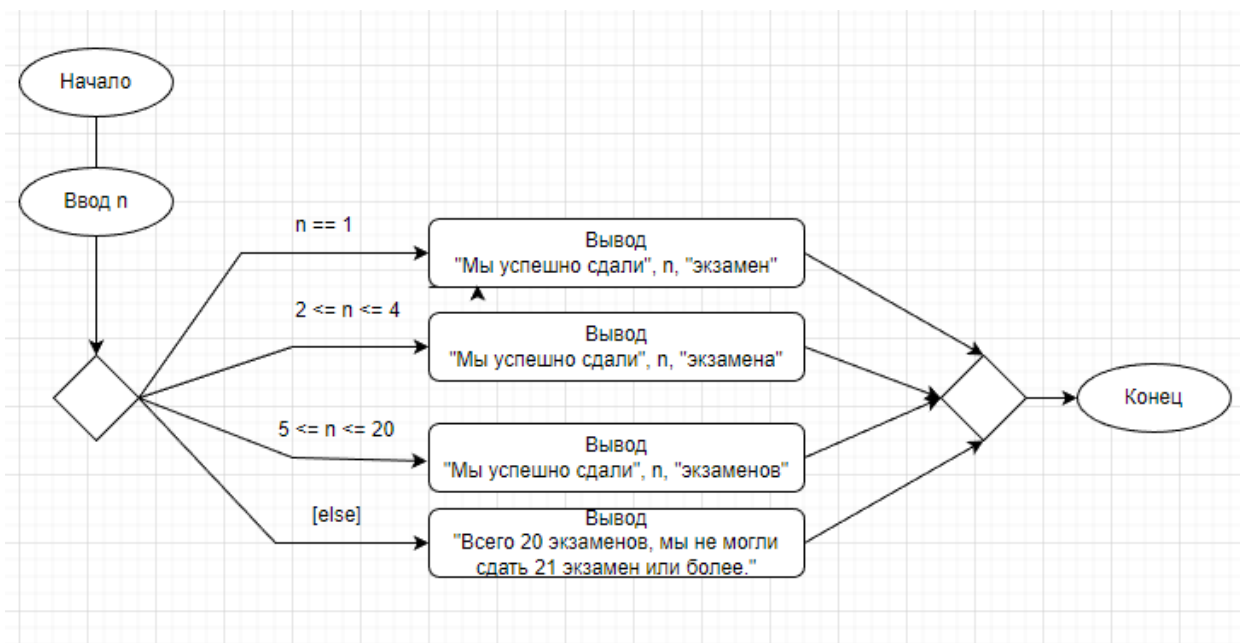 Начало
Ввод n
n == 1
Вывод
"Мы успешно сдали", n, "экзамен"
2 <= n <= 4
Вывод
"Мы успешно сдали", n, "экзамена"
5 <= n <= 20
Вывод
"Мы успешно сдали", n, "экзаменов"
[else]
Вывод
"Всего 20 экзаменов, мы не могли
сдать 21 экзамен или более."
Конец